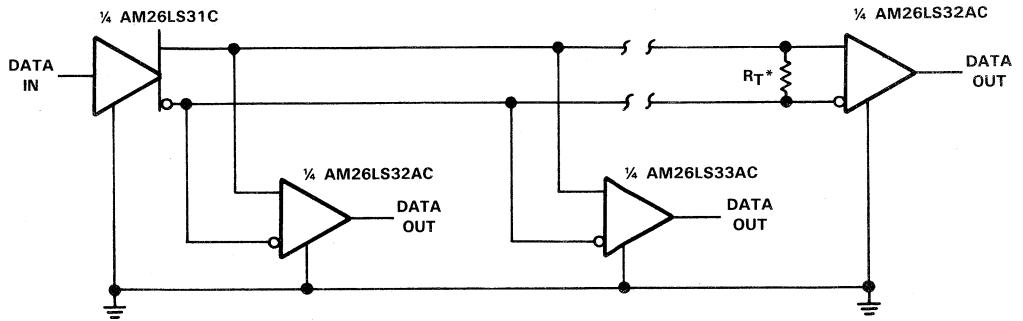 ¼ AM26LS31C
¼ AM26LS32AC
DATA
IN
RT*
DATA
OUT
¼ AM26LS32AC
¼ AM26LS33AC
DATA
OUT
DATA
OUT